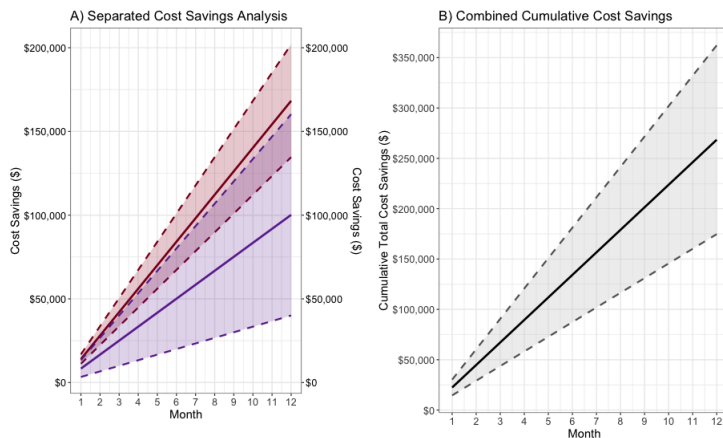 A) Separated Cost Savings Analysis
$200,000
$150,000
$100,000
$50,000
$0
Cost Savings ($)
$200,000
$150,000
$100,000
$50,000
$0
Cost Savings ($)
1 2 3 4 5 6 7 8 9 10 11 12
Month
B) Combined Cumulative Cost Savings
$350,000
$300,000
$250,000
$200,000
$150,000
$100,000
$50,000
$0
Cumulative Total Cost Savings ($)
1 2 3 4 5 6 7 8 9 10 11 12
Month